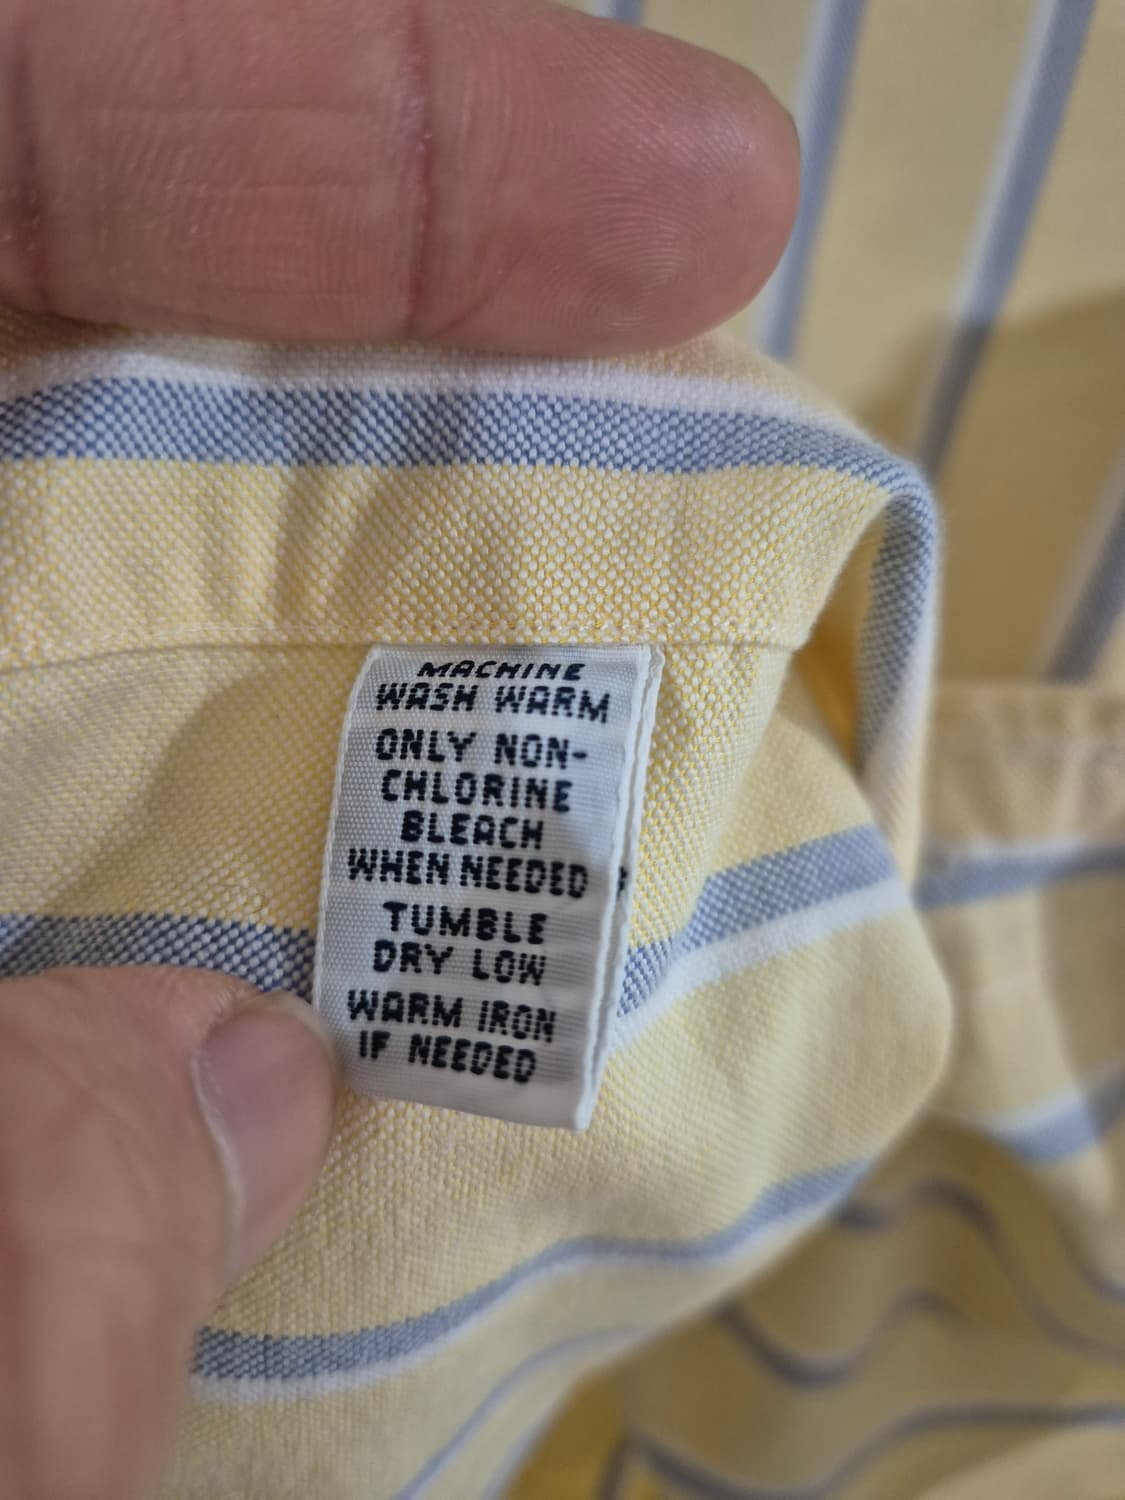 MACHINE
WASH WARM
ONLY NON-
CHLORINE
BLEACH
WHEN NEEDED
TUMBLE
DRY LOW
WARM IRON
IF NEEDED